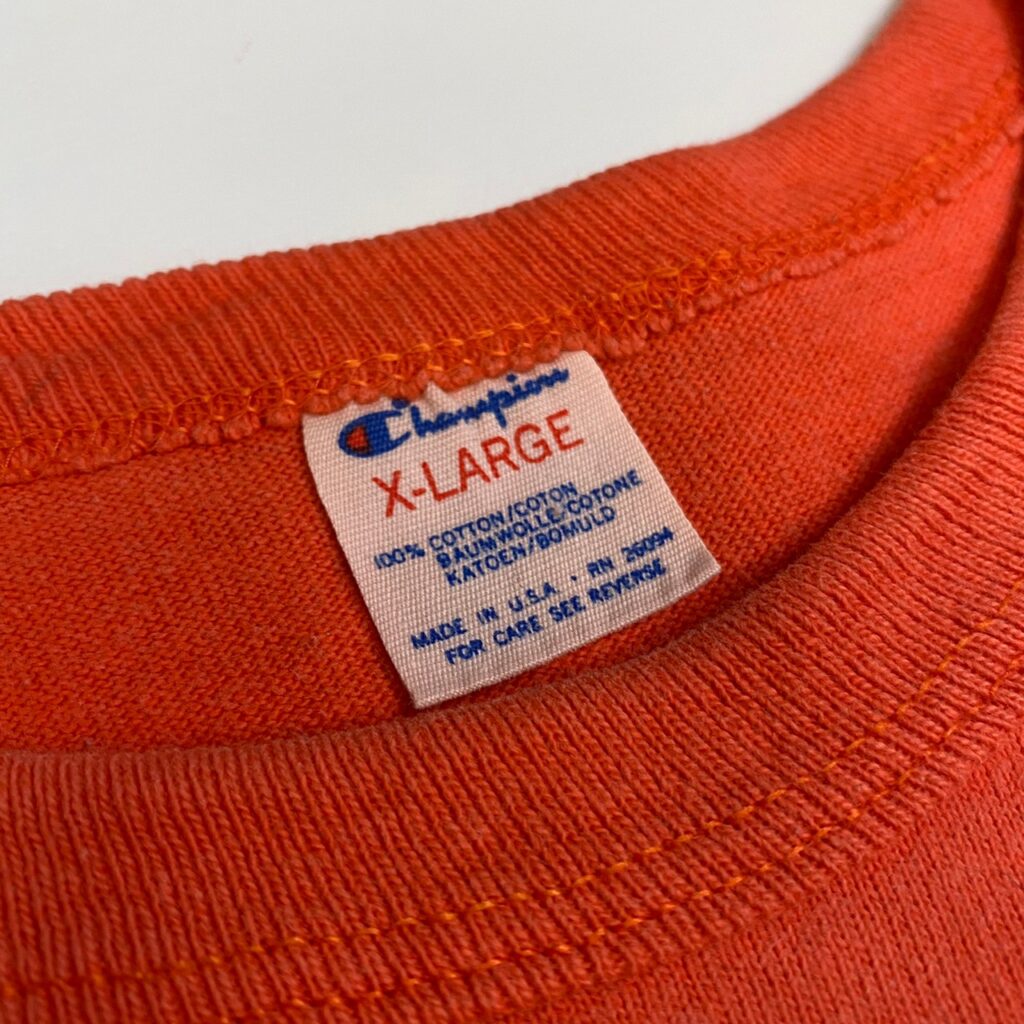 Champion
X-LARGE
100% COTTON/COTON
BAUMWOLLE/COTONE
KATOEN/BOMULD
MADE IN U.S.A. • RN 26094
FOR CARE SEE REVERSE